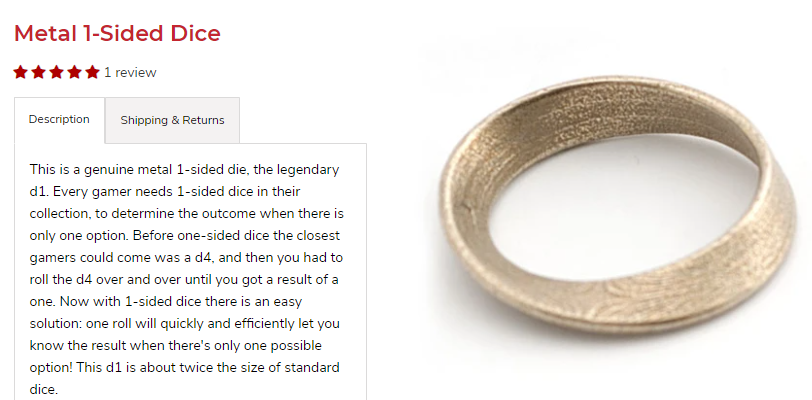 Metal 1-Sided Dice
1 review
Description
Shipping & Returns
This is a genuine metal 1-sided die, the legendary
d1. Every gamer needs 1-sided dice in their
collection, to determine the outcome when there is
only one option. Before one-sided dice the closest
gamers could come was a d4, and then you had to
roll the d4 over and over until you got a result of a
one. Now with 1-sided dice there is an easy
solution: one roll will quickly and efficiently let you
know the result when there's only one possible
option! This d1 is about twice the size of standard
dice.